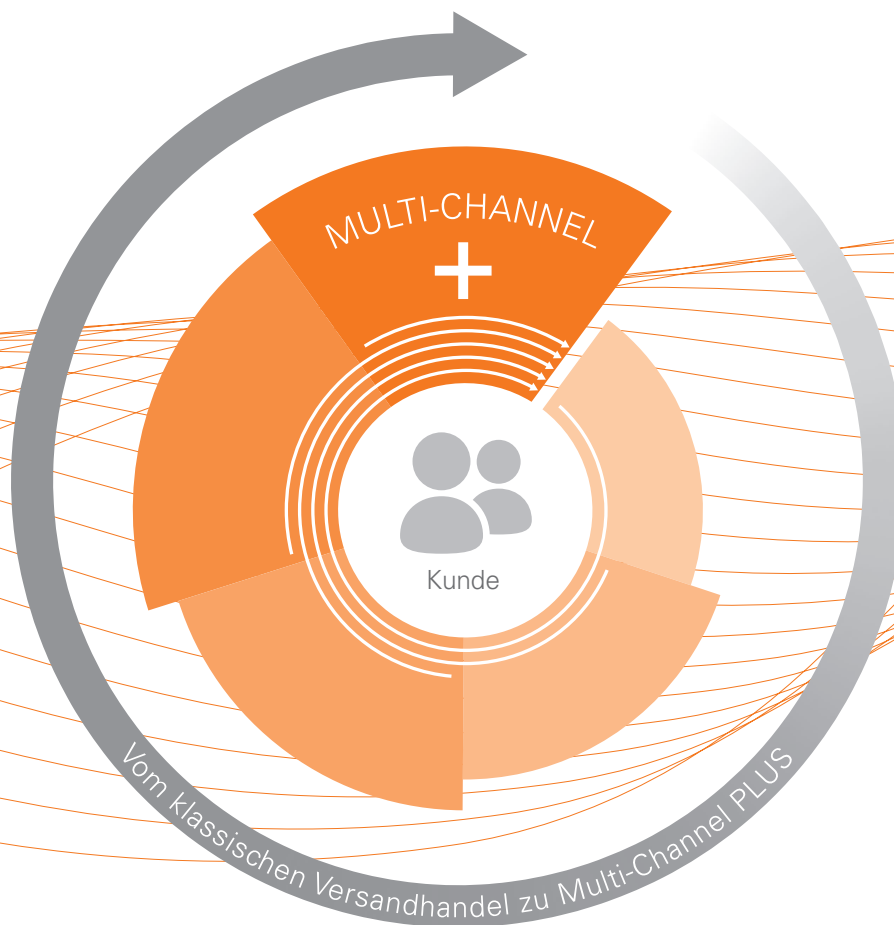 MULTI-CHANNEL
+
Kunde
Vom klassischen Versandhandel zu Multi-Channel PLUS